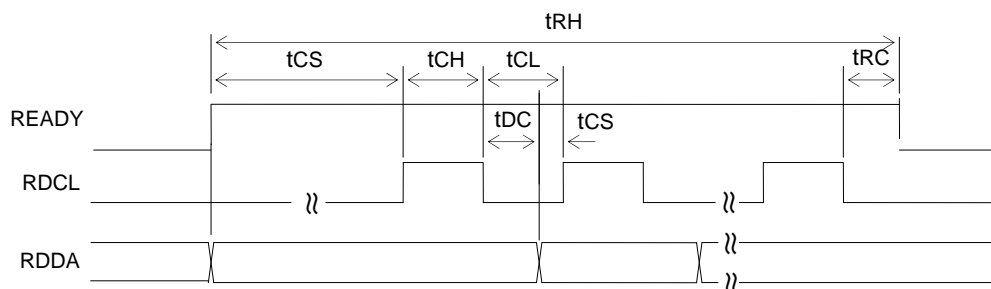 tRH
tCS tCH tCL tRC
READY tDC tCS
RDCL
RDDA